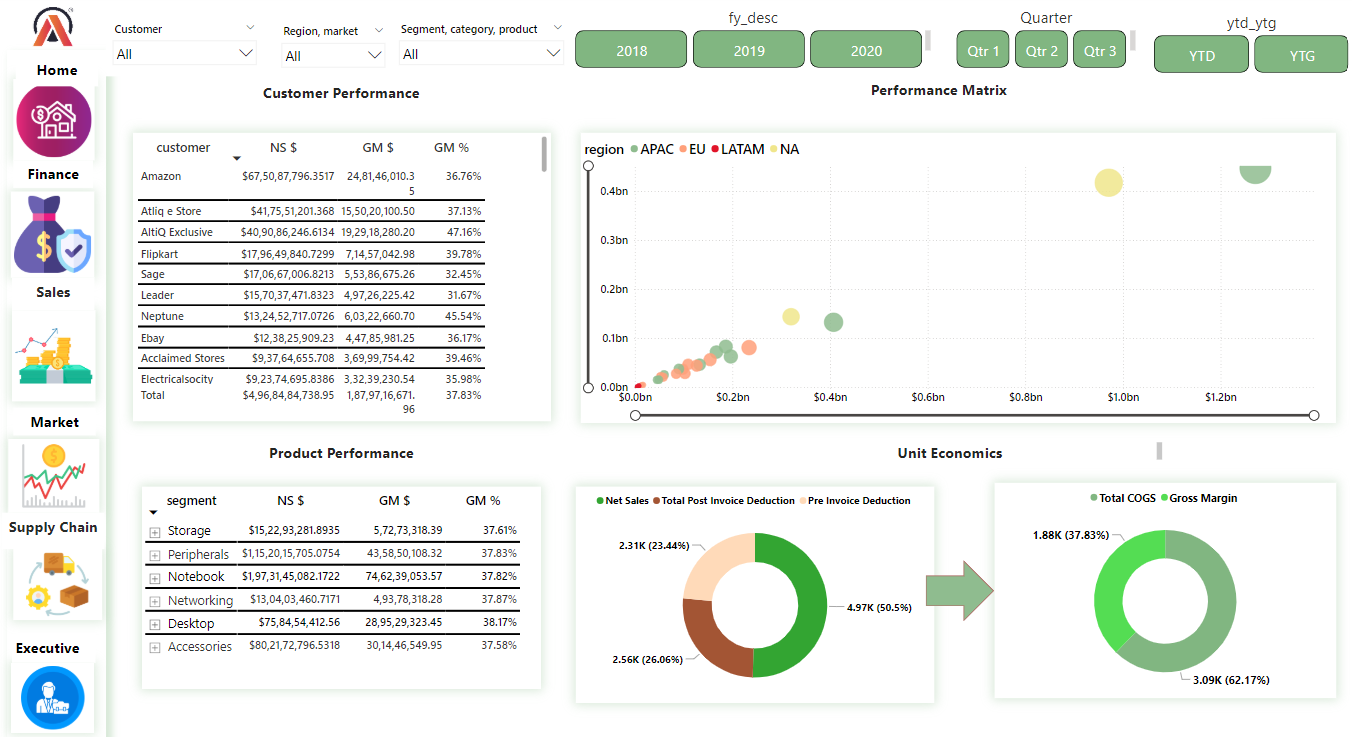 Customer
All
Region, market
All
Segment, category, product
All
fy_desc
2018 2019 2020
Quarter
Qtr 1 Qtr 2 Qtr 3
ytd_ytg
YTD YTG
Home
Finance
Sales
Market
Supply Chain
Executive
Customer Performance
customer NS $ GM $ GM %
Amazon $67,50,87,796.3517 24,81,46,010.3 36.76%
5
Atliq e Store $41,75,51,201.368 15,50,20,100.50 37.13%
AltiQ Exclusive $40,90,86,246.6134 19,29,18,280.20 47.16%
Flipkart $17,96,49,840.7299 7,14,57,042.98 39.78%
Sage $17,06,67,006.8213 5,53,86,675.26 32.45%
Leader $15,70,37,471.8323 4,97,26,225.42 31.67%
Neptune $13,24,52,717.0726 6,03,22,660.70 45.54%
Ebay $12,38,25,909.23 4,47,85,981.25 36.17%
Acclaimed Stores $9,37,64,655.708 3,69,99,754.42 39.46%
Electricalsocity $9,23,74,695.8386 3,32,39,230.54 35.98%
Total $4,96,84,84,738.95 1,87,97,16,671. 37.83%
96
Performance Matrix
region APAC EU LATAM NA
0.4bn
0.3bn
0.2bn
0.1bn
0.0bn
$0.0bn $0.2bn $0.4bn $0.6bn $0.8bn $1.0bn $1.2bn
Product Performance
segment NS $ GM $ GM %
Storage $15,22,93,281.8935 5,72,73,318.39 37.61%
Peripherals $1,15,20,15,705.0754 43,58,50,108.32 37.83%
Notebook $1,97,31,45,082.1722 74,62,39,053.57 37.82%
Networking $13,04,03,460.7171 4,93,78,318.28 37.87%
Desktop $75,84,54,412.56 28,95,29,323.45 38.17%
Accessories $80,21,72,796.5318 30,14,46,549.95 37.58%
Unit Economics
Net Sales Total Post Invoice Deduction Pre Invoice Deduction
2.31K (23.44%)
4.97K (50.5%)
2.56K (26.06%)
Total COGS Gross Margin
1.88K (37.83%)
3.09K (62.17%)